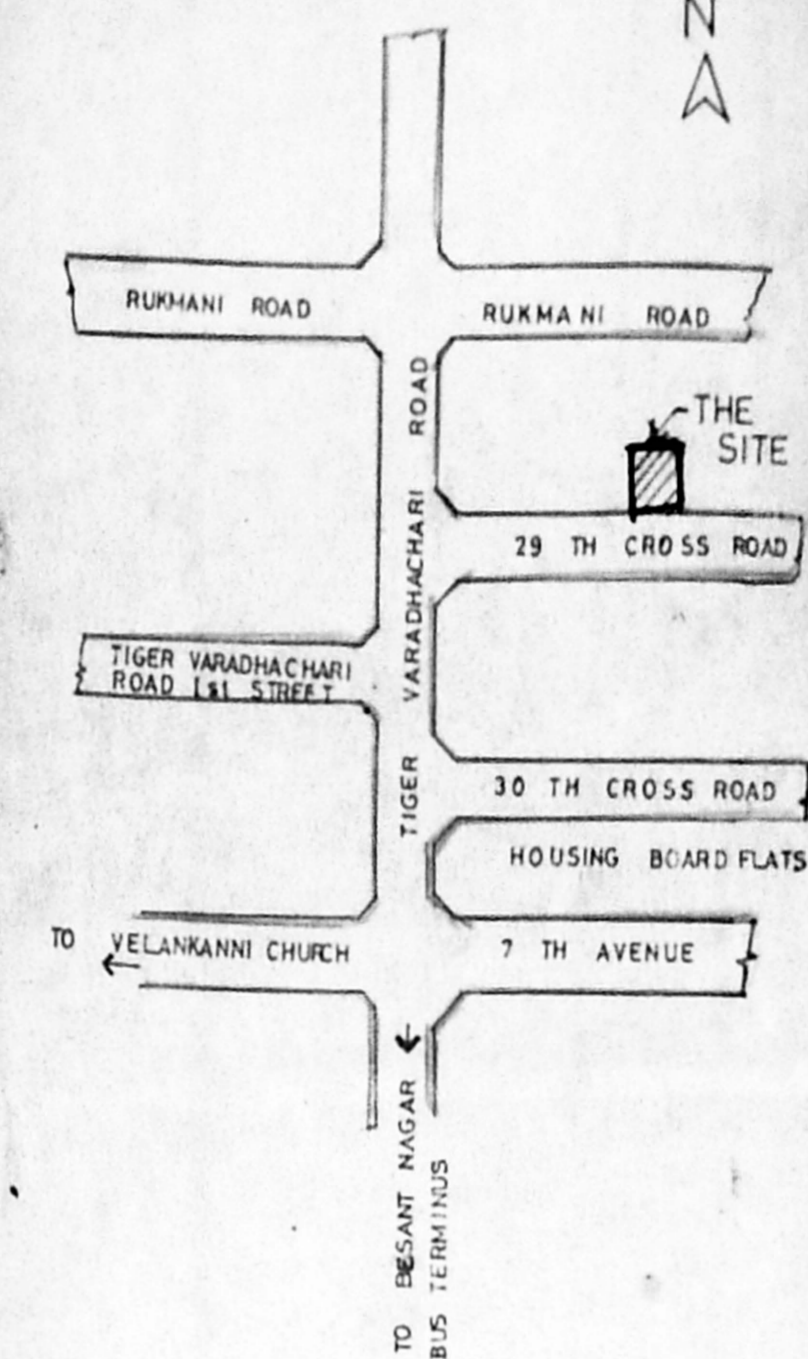 N
RUKMANI ROAD
RUKMANI ROAD
THE
SITE
29 TH CROSS ROAD
TIGER VARADHACHARI ROAD
TIGER VARADHACHARI
ROAD 1st STREET
30 TH CROSS ROAD
HOUSING BOARD FLATS
TO VELANKANNI CHURCH
7 TH AVENUE
TO BESANT NAGAR
BUS TERMINUS